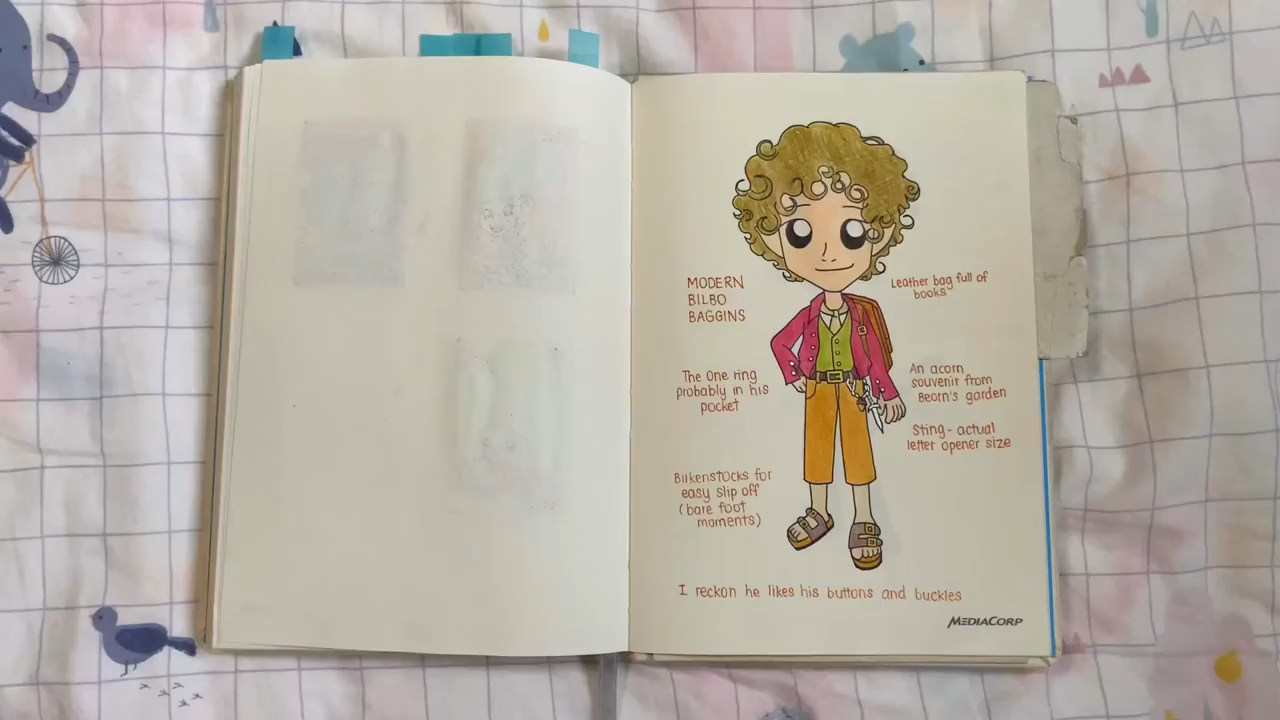 MODERN
BILBO
BAGGINS
Leather bag full of
books
The One ring
probably in his
pocket
An acorn
souvenir from
Beorn's garden
Sting - actual
letter opener size
Birkenstocks for
easy slip off
(bare foot
moments)
I reckon he likes his buttons and buckles
MEDIACORP